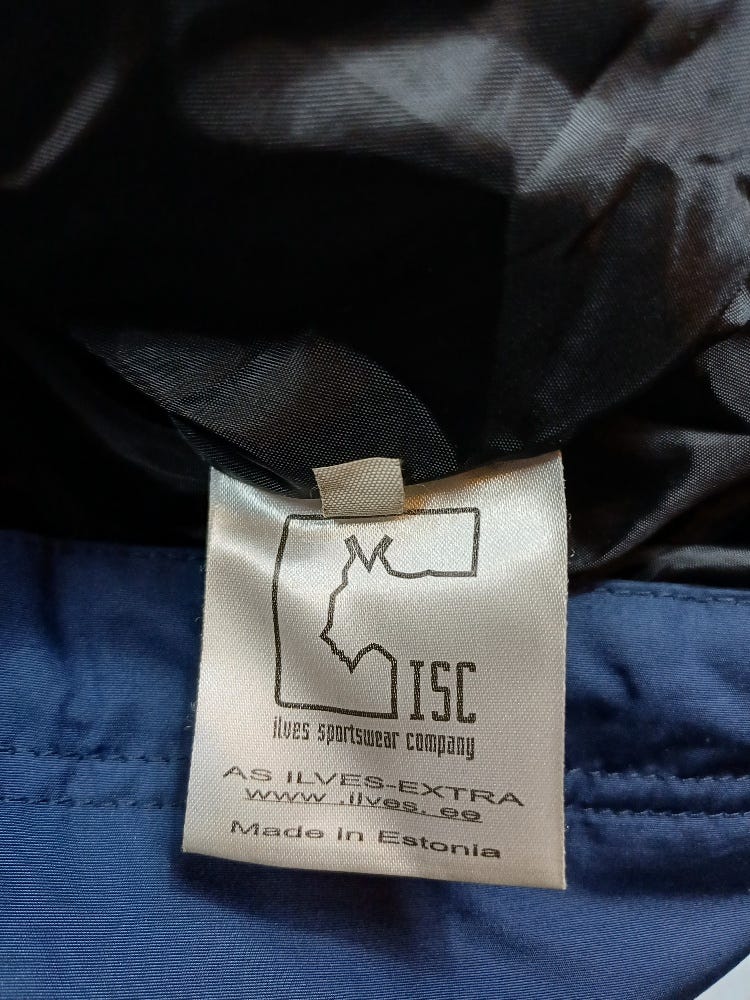 ISC
ilves sportswear company
AS ILVES-EXTRA
www .ilves. ee
Made in Estonia